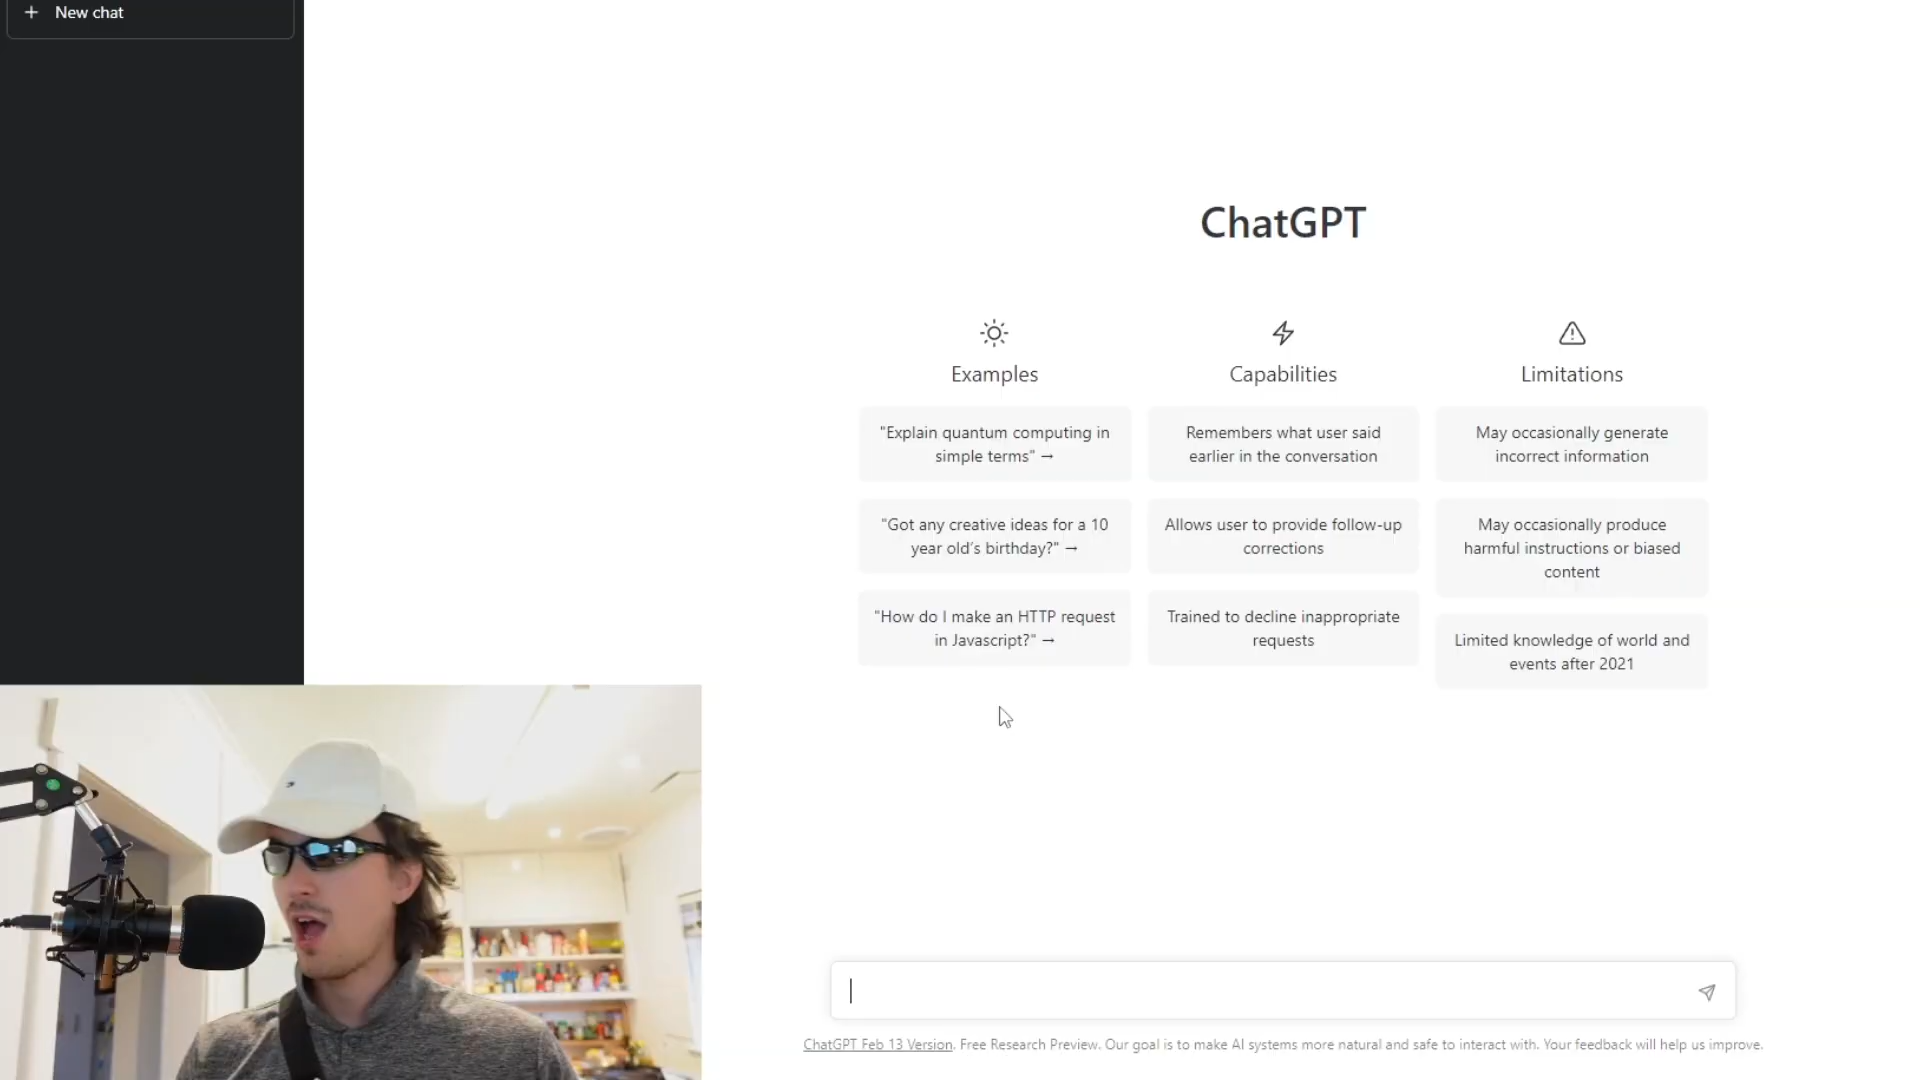 New chat
ChatGPT
Examples
Capabilities
Limitations
"Explain quantum computing in
simple terms" →
"Got any creative ideas for a 10
year old's birthday?" →
"How do I make an HTTP request
in Javascript?" →
Remembers what user said
earlier in the conversation
Allows user to provide follow-up
corrections
Trained to decline inappropriate
requests
May occasionally generate
incorrect information
May occasionally produce
harmful instructions or biased
content
Limited knowledge of world and
events after 2021
ChatGPT Feb 13 Version. Free Research Preview. Our goal is to make AI systems more natural and safe to interact with. Your feedback will help us improve.